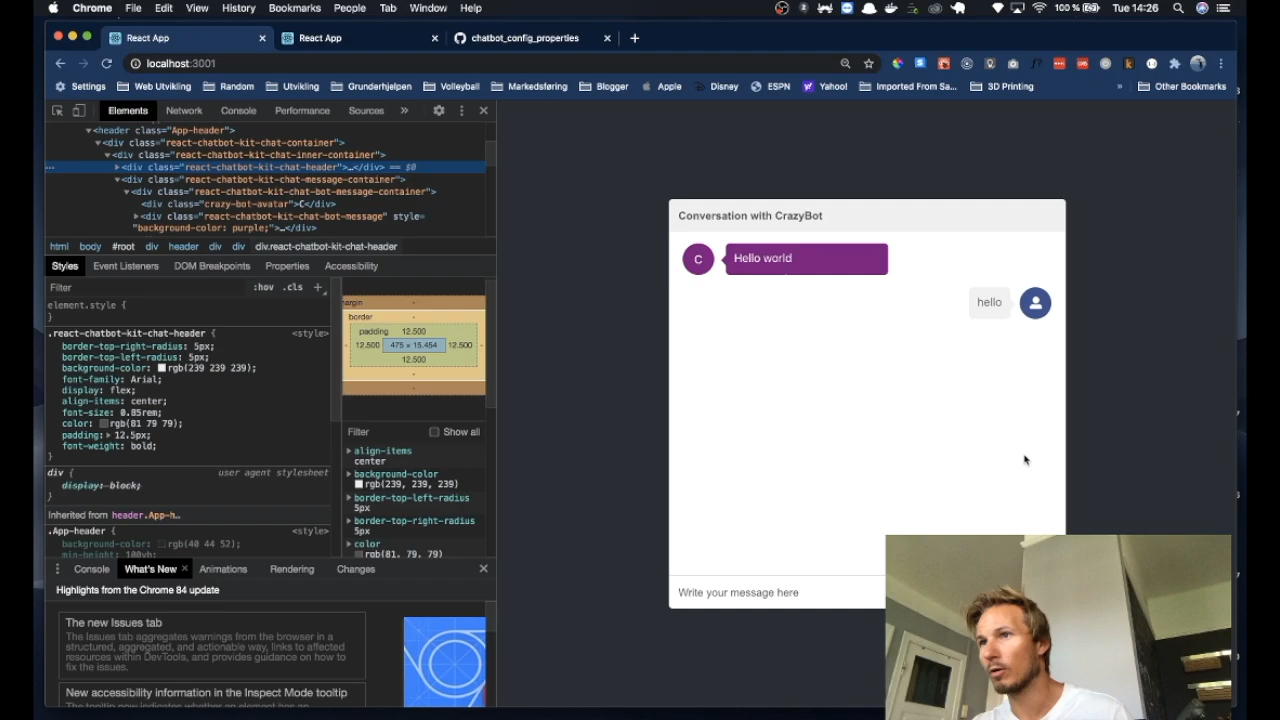 Chrome File Edit View History Bookmarks People Tab Window Help 100 % Tue 14:26
React App React App chatbot_config_properties
localhost:3001
Settings Web Utvikling Random Utvikling Grunderhjelpen Volleyball Markedsføring Blogger Apple Disney ESPN Yahoo! Imported From Sa... 3D Printing » Other Bookmarks
Elements Network Console Performance Sources »
<header class="App-header">
<div class="react-chatbot-kit-chat-container">
<div class="react-chatbot-kit-chat-inner-container">
<div class="react-chatbot-kit-chat-header">…</div> == $0
<div class="react-chatbot-kit-chat-message-container">
<div class="react-chatbot-kit-chat-bot-message-container">
<div class="crazy-bot-avatar">C</div>
<div class="react-chatbot-kit-chat-bot-message" style=
"background-color: purple;">…</div>
html body #root div header div div div.react-chatbot-kit-chat-header
Styles Event Listeners DOM Breakpoints Properties Accessibility
Filter :hov .cls +
element.style {
}
.react-chatbot-kit-chat-header { <style>
border-top-right-radius: 5px;
border-top-left-radius: 5px;
background-color: rgb(239 239 239);
font-family: Arial;
display: flex;
align-items: center;
font-size: 0.85rem;
color: rgb(81 79 79);
padding: 12.5px;
font-weight: bold;
}
div { user agent stylesheet
display: block;
}
Inherited from header.App-h…
.App-header { <style>
background-color: rgb(40 44 52);
min-height: 100vh;
argin -
border -
padding 12.500
12.500 475 × 15.454 12.500
12.500
-
-
Filter Show all
align-items
center
background-color
rgb(239, 239, 239)
border-top-left-radius
5px
border-top-right-radius
5px
color
rgb(81, 79, 79)
Console What's New Animations Rendering Changes
Highlights from the Chrome 84 update
The new Issues tab
The Issues tab aggregates warnings from the browser in a
structured, aggregated, and actionable way, links to affected
resources within DevTools, and provides guidance on how to
fix the issues.
New accessibility information in the Inspect Mode tooltip
The tooltip now indicates whether an element has an
Conversation with CrazyBot
C Hello world
hello
Write your message here